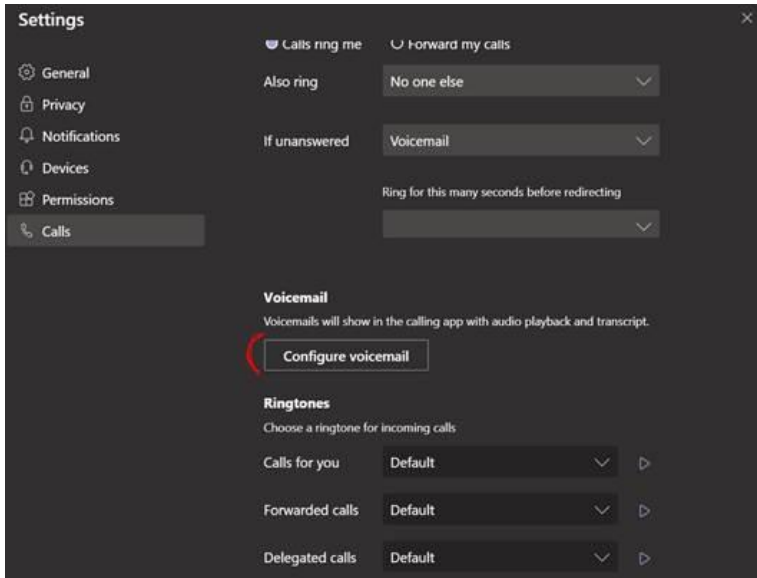 Settings
Calls ring me Forward my calls
General
Also ring No one else
Privacy
Notifications
If unanswered Voicemail
Devices
Permissions
Ring for this many seconds before redirecting
Calls
Voicemail
Voicemails will show in the calling app with audio playback and transcript.
Configure voicemail
Ringtones
Choose a ringtone for incoming calls
Calls for you Default
Forwarded calls Default
Delegated calls Default